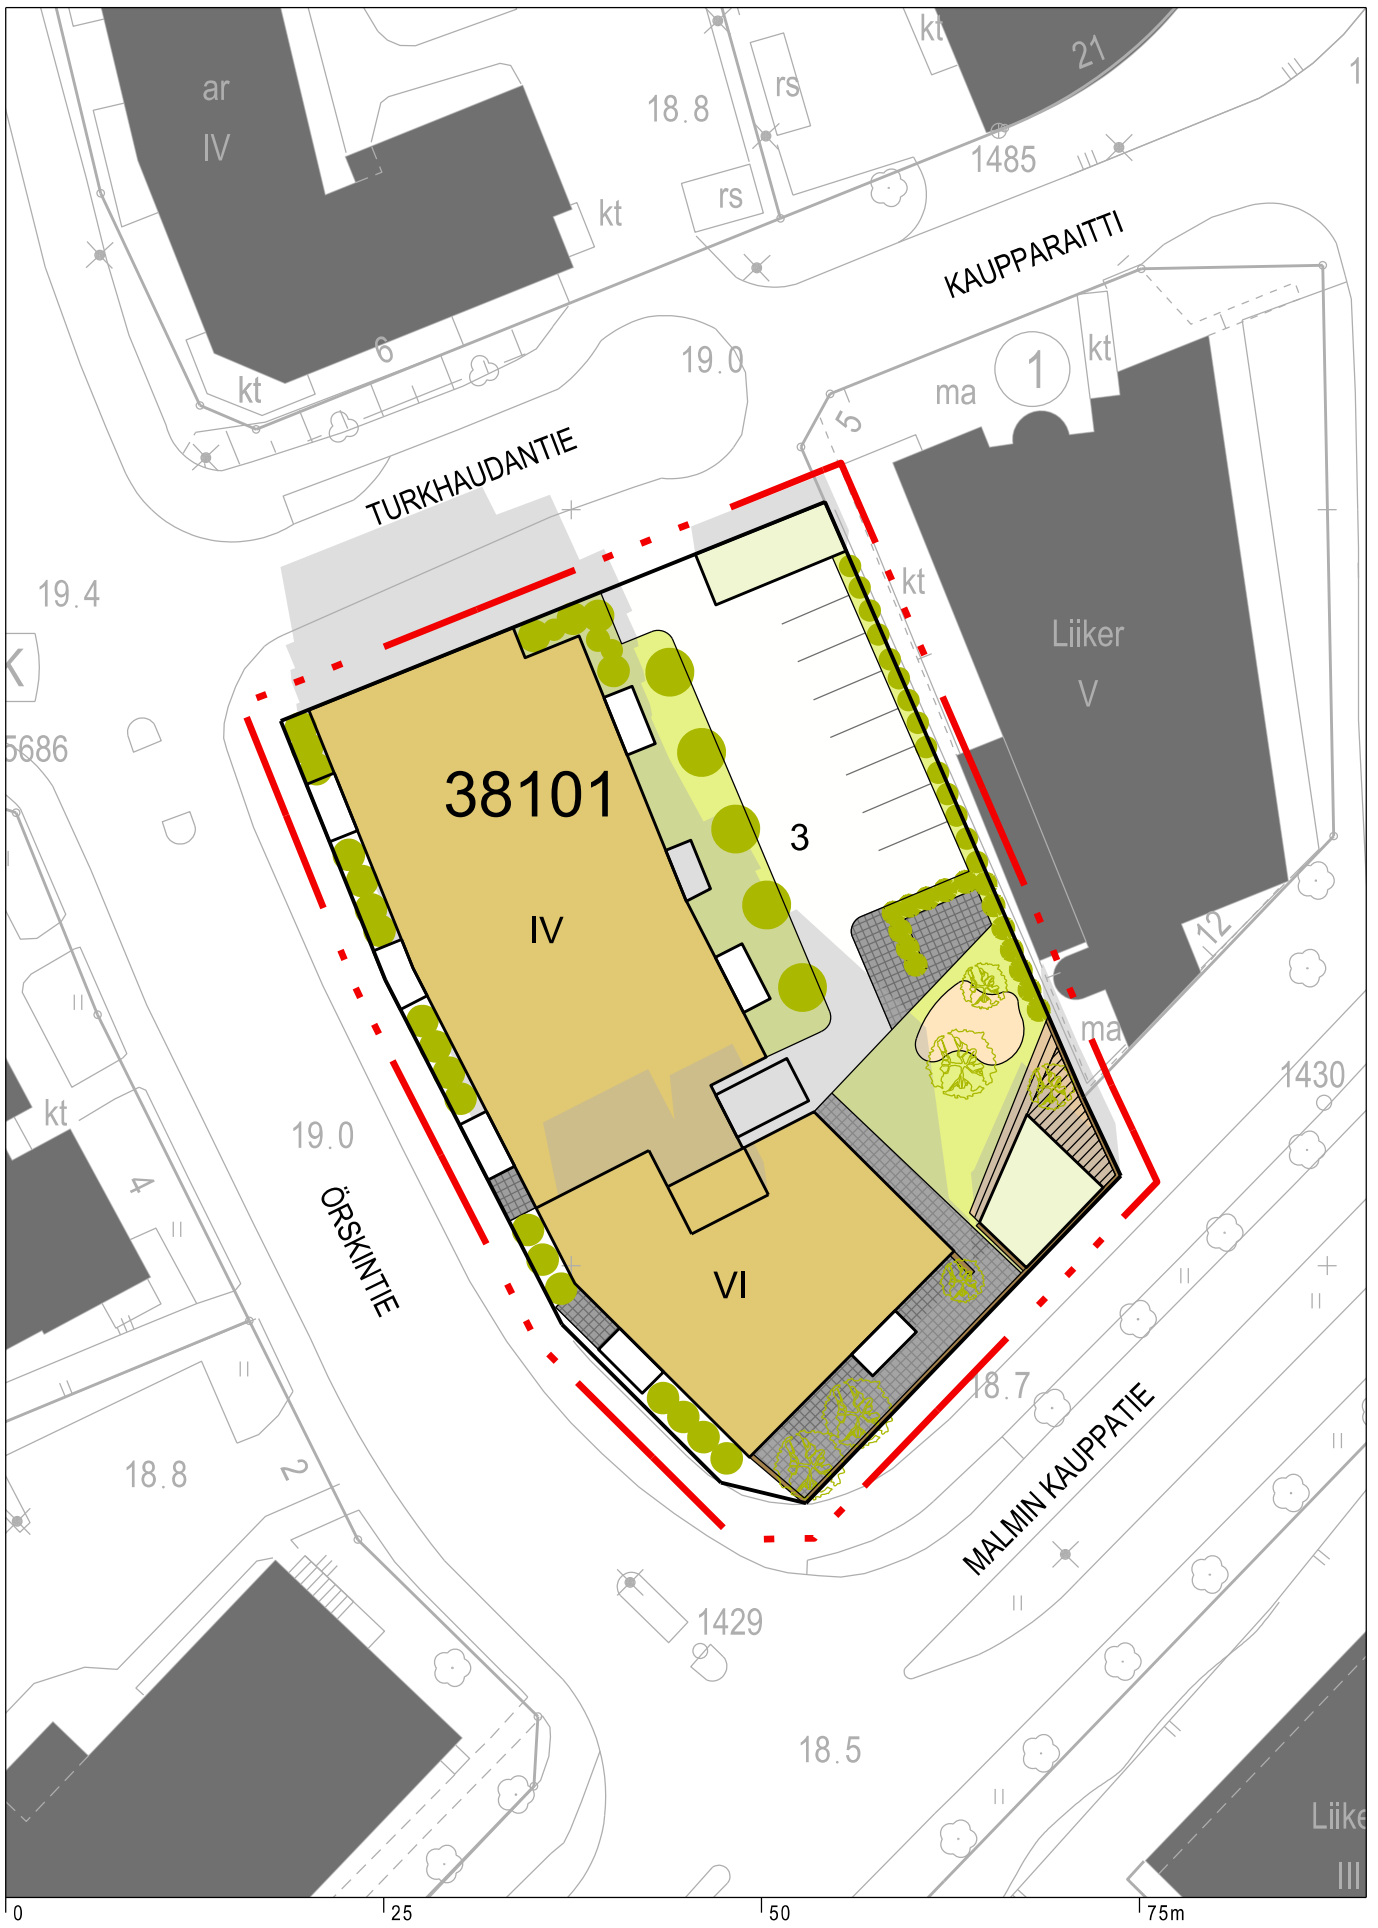 kt
21
1
ar
rs
18.8
IV
1485
rs
kt
KAUPPARAITTI
6
19.0
1
kt
kt
ma
5
TURKHAUDANTIE
19.4
kt
Liiker
V
K
5686
38101
3
IV
12
ma
1430
kt
19.0
4
ÖRSKINTIE
VI
18.7
MALMIN KAUPPATIE
18.8
2
1429
18.5
Liike
III
0
25
50
75m